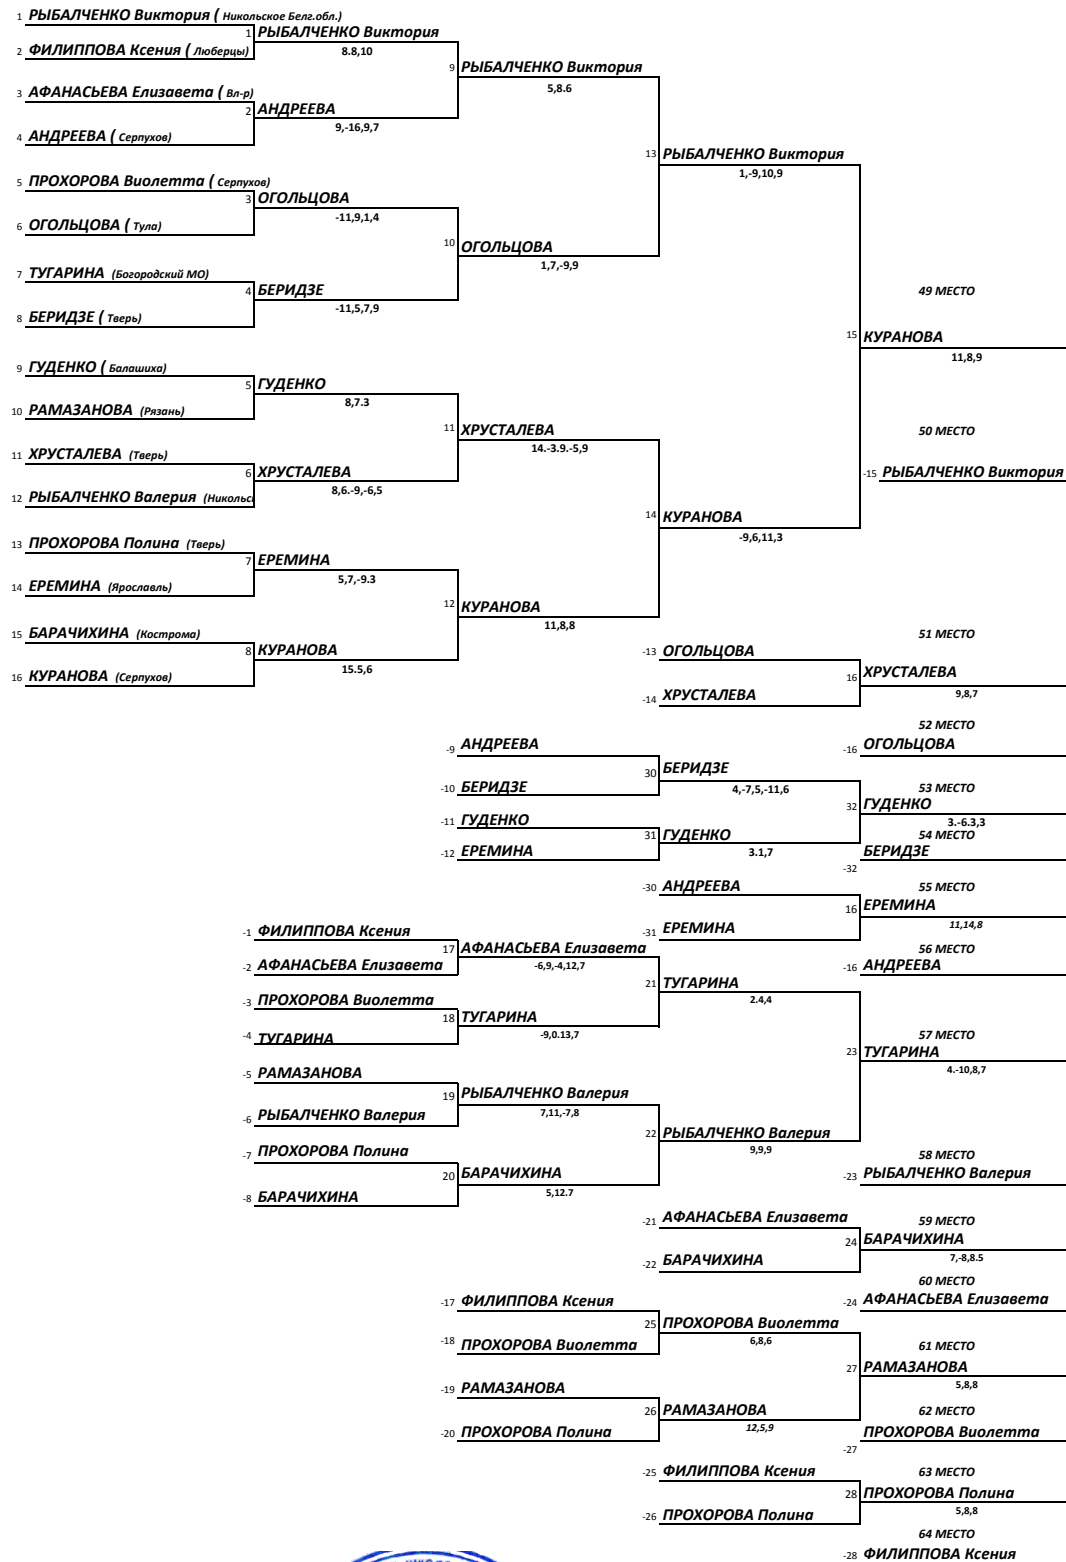 1 РЫБАЛЧЕНКО Виктория ( Никольское Белг.обл.)
1 РЫБАЛЧЕНКО Виктория
2 ФИЛИППОВА Ксения ( Люберцы)
8.8,10
9 РЫБАЛЧЕНКО Виктория
5,8.6
3 АФАНАСЬЕВА Елизавета ( Вл-р)
2 АНДРЕЕВА
9,-16,9,7
4 АНДРЕЕВА ( Серпухов)
13 РЫБАЛЧЕНКО Виктория
1,-9,10,9
5 ПРОХОРОВА Виолетта ( Серпухов)
3 ОГОЛЬЦОВА
-11,9,1,4
6 ОГОЛЬЦОВА ( Тула)
10 ОГОЛЬЦОВА
1,7,-9,9
7 ТУГАРИНА (Богородский МО)
4 БЕРИДЗЕ
-11,5,7,9
8 БЕРИДЗЕ ( Тверь)
49 МЕСТО
15 КУРАНОВА
11,8,9
9 ГУДЕНКО ( Балашиха)
5 ГУДЕНКО
8,7.3
10 РАМАЗАНОВА (Рязань)
11 ХРУСТАЛЕВА
14.-3.9.-5,9
50 МЕСТО
11 ХРУСТАЛЕВА (Тверь)
6 ХРУСТАЛЕВА
8,6.-9,-6,5
-15 РЫБАЛЧЕНКО Виктория
12 РЫБАЛЧЕНКО Валерия (Никольс
14 КУРАНОВА
-9,6,11,3
13 ПРОХОРОВА Полина (Тверь)
7 ЕРЕМИНА
5,7,-9.3
14 ЕРЕМИНА (Ярославль)
12 КУРАНОВА
11,8,8
15 БАРАЧИХИНА (Кострома)
51 МЕСТО
8 КУРАНОВА
15.5,6
-13 ОГОЛЬЦОВА
16 КУРАНОВА (Серпухов)
16 ХРУСТАЛЕВА
9,8,7
-14 ХРУСТАЛЕВА
52 МЕСТО
-9 АНДРЕЕВА
-16 ОГОЛЬЦОВА
30 БЕРИДЗЕ
4,-7,5,-11,6
-10 БЕРИДЗЕ
53 МЕСТО
32 ГУДЕНКО
3.-6.3,3
-11 ГУДЕНКО
31 ГУДЕНКО
3.1,7
54 МЕСТО
-12 ЕРЕМИНА
БЕРИДЗЕ
-32
-30 АНДРЕЕВА
55 МЕСТО
16 ЕРЕМИНА
11,14,8
-31 ЕРЕМИНА
-1 ФИЛИППОВА Ксения
17 АФАНАСЬЕВА Елизавета
-6,9,-4,12,7
56 МЕСТО
-2 АФАНАСЬЕВА Елизавета
-16 АНДРЕЕВА
21 ТУГАРИНА
2.4,4
-3 ПРОХОРОВА Виолетта
18 ТУГАРИНА
-9,0.13,7
-4 ТУГАРИНА
57 МЕСТО
23 ТУГАРИНА
4.-10,8,7
-5 РАМАЗАНОВА
19 РЫБАЛЧЕНКО Валерия
7,11,-7,8
-6 РЫБАЛЧЕНКО Валерия
22 РЫБАЛЧЕНКО Валерия
9,9,9
-7 ПРОХОРОВА Полина
58 МЕСТО
20 БАРАЧИХИНА
5,12.7
-23 РЫБАЛЧЕНКО Валерия
-8 БАРАЧИХИНА
-21 АФАНАСЬЕВА Елизавета
59 МЕСТО
24 БАРАЧИХИНА
7,-8,8.5
-22 БАРАЧИХИНА
60 МЕСТО
-17 ФИЛИППОВА Ксения
-24 АФАНАСЬЕВА Елизавета
25 ПРОХОРОВА Виолетта
6,8,6
-18 ПРОХОРОВА Виолетта
61 МЕСТО
27 РАМАЗАНОВА
5,8,8
-19 РАМАЗАНОВА
26 РАМАЗАНОВА
12,5,9
62 МЕСТО
-20 ПРОХОРОВА Полина
ПРОХОРОВА Виолетта
-27
-25 ФИЛИППОВА Ксения
63 МЕСТО
28 ПРОХОРОВА Полина
5,8,8
-26 ПРОХОРОВА Полина
64 МЕСТО
-28 ФИЛИППОВА Ксения